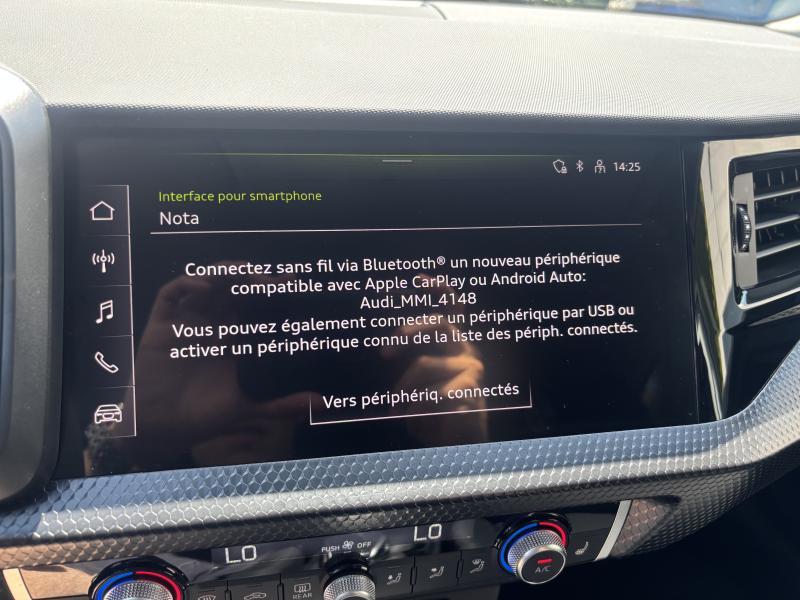 14:25
Interface pour smartphone
Nota
Connectez sans fil via Bluetooth® un nouveau périphérique
compatible avec Apple CarPlay ou Android Auto:
Audi_MMI_4148
Vous pouvez également connecter un périphérique par USB ou
activer un périphérique connu de la liste des périph. connectés.
Vers périphériq. connectés
LO PUSH OFF LO
REAR
A/C